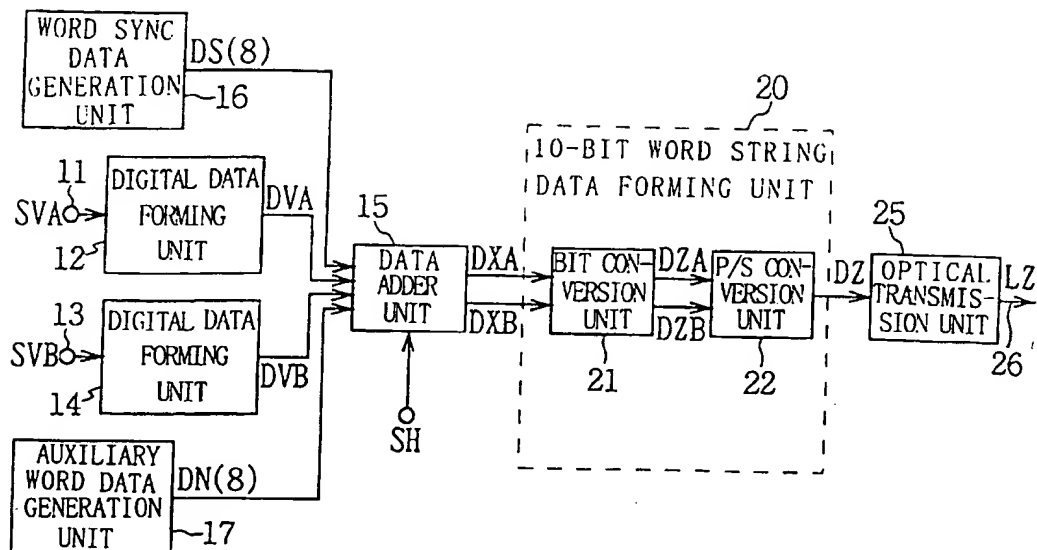 WORD SYNC
DATA
GENERATION
UNIT
DS(8)
16
20
10-BIT WORD STRING
DATA FORMING UNIT
11
SVA
DIGITAL DATA
FORMING
UNIT
12
DVA
15
DATA
ADDER
UNIT
DXA
DXB
BIT CON-
VERSION
UNIT
21
DZA
DZB
P/S CON-
VERSION
UNIT
22
DZ
25
OPTICAL
TRANSMIS-
SION UNIT
LZ
26
13
SVB
DIGITAL DATA
FORMING
UNIT
14
DVB
SH
AUXILIARY
WORD DATA
GENERATION
UNIT
DN(8)
17